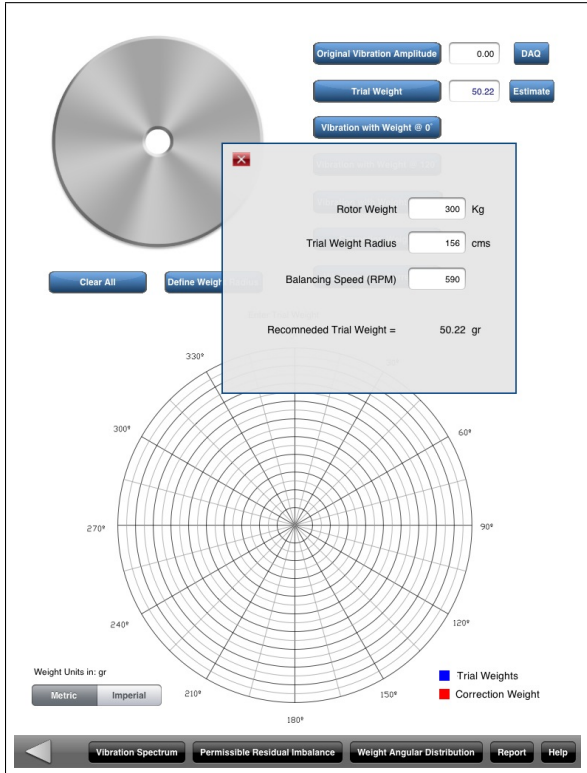 Original Vibration Amplitude 0.00 DAQ
Trial Weight 50.22 Estimate
Vibration with Weight @ 0°
Rotor Weight 300 Kg
Trial Weight Radius 156 cms
Balancing Speed (RPM) 590
Recomneded Trial Weight = 50.22 gr
Clear All Define Weigh
330°
300° 60°
270° 90°
240° 120°
210° 150°
180°
Weight Units in: gr
Metric Imperial
Trial Weights
Correction Weight
Vibration Spectrum Permissible Residual Imbalance Weight Angular Distribution Report Help